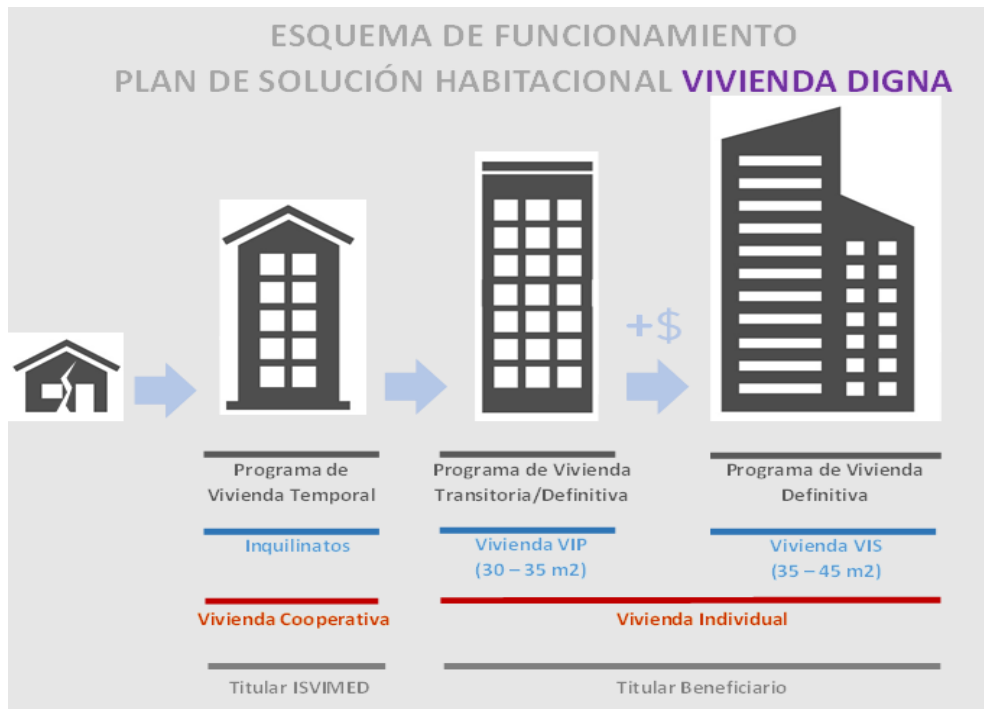 ESQUEMA DE FUNCIONAMIENTO
PLAN DE SOLUCIÓN HABITACIONAL VIVIENDA DIGNA
+$
Programa de
Vivienda Temporal
Programa de Vivienda
Transitoria/Definitiva
Programa de Vivienda
Definitiva
Inquilinatos
Vivienda VIP
(30 – 35 m2)
Vivienda VIS
(35 – 45 m2)
Vivienda Cooperativa
Vivienda Individual
Titular ISVIMED
Titular Beneficiario